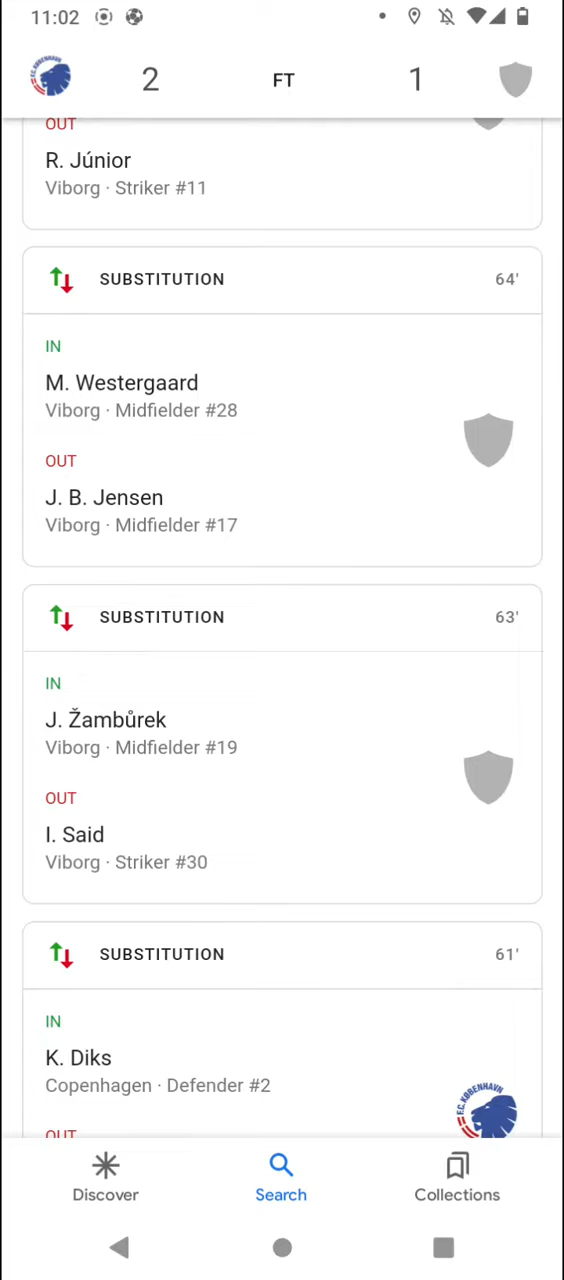 11:02
2 FT 1
OUT
R. Júnior
Viborg · Striker #11
SUBSTITUTION 64'
IN
M. Westergaard
Viborg · Midfielder #28
OUT
J. B. Jensen
Viborg · Midfielder #17
SUBSTITUTION 63'
IN
J. Žambůrek
Viborg · Midfielder #19
OUT
I. Said
Viborg · Striker #30
SUBSTITUTION 61'
IN
K. Diks
Copenhagen · Defender #2
F.C. KØBENHAVN
OUT
Discover Search Collections